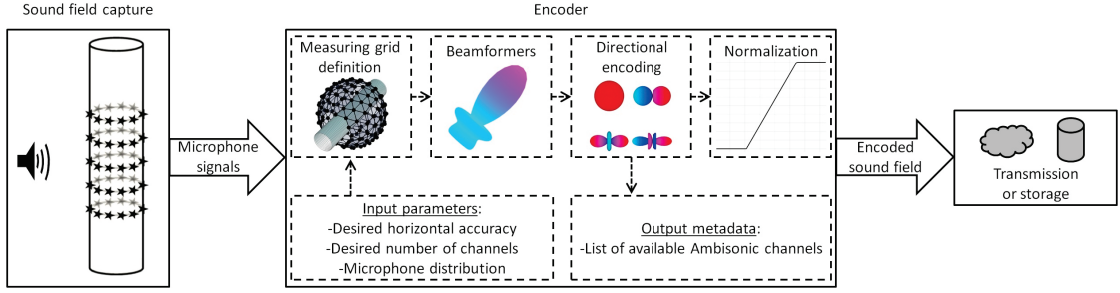 Sound field capture
Encoder
Measuring grid
definition
Beamformers
Directional
encoding
Normalization
Microphone
signals
Encoded
sound field
Transmission
or storage
Input parameters:
-Desired horizontal accuracy
-Desired number of channels
-Microphone distribution
Output metadata:
-List of available Ambisonic channels